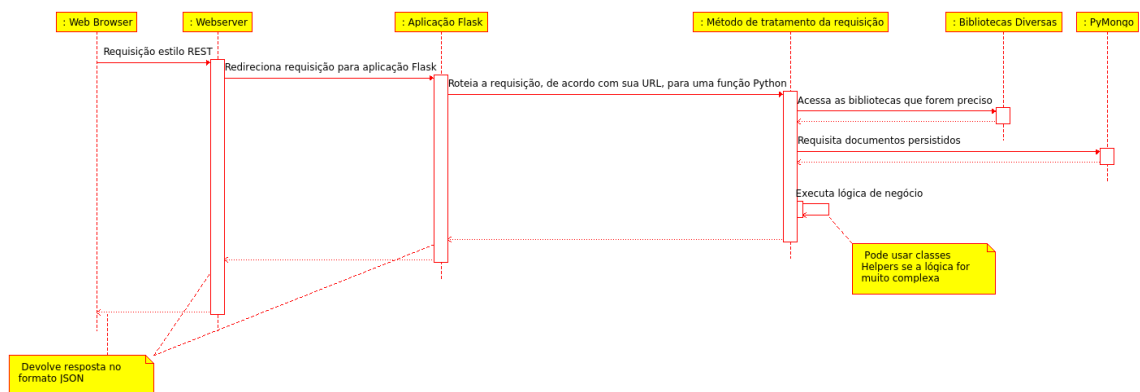 : Web Browser
: Webserver
: Aplicação Flask
: Método de tratamento da requisição
: Bibliotecas Diversas
: PyMongo
Requisição estilo REST
Redireciona requisição para aplicação Flask
Roteia a requisição, de acordo com sua URL, para uma função Python
Acessa as bibliotecas que forem preciso
Requisita documentos persistidos
Executa lógica de negócio
Pode usar classes
Helpers se a lógica for
muito complexa
Devolve resposta no
formato JSON